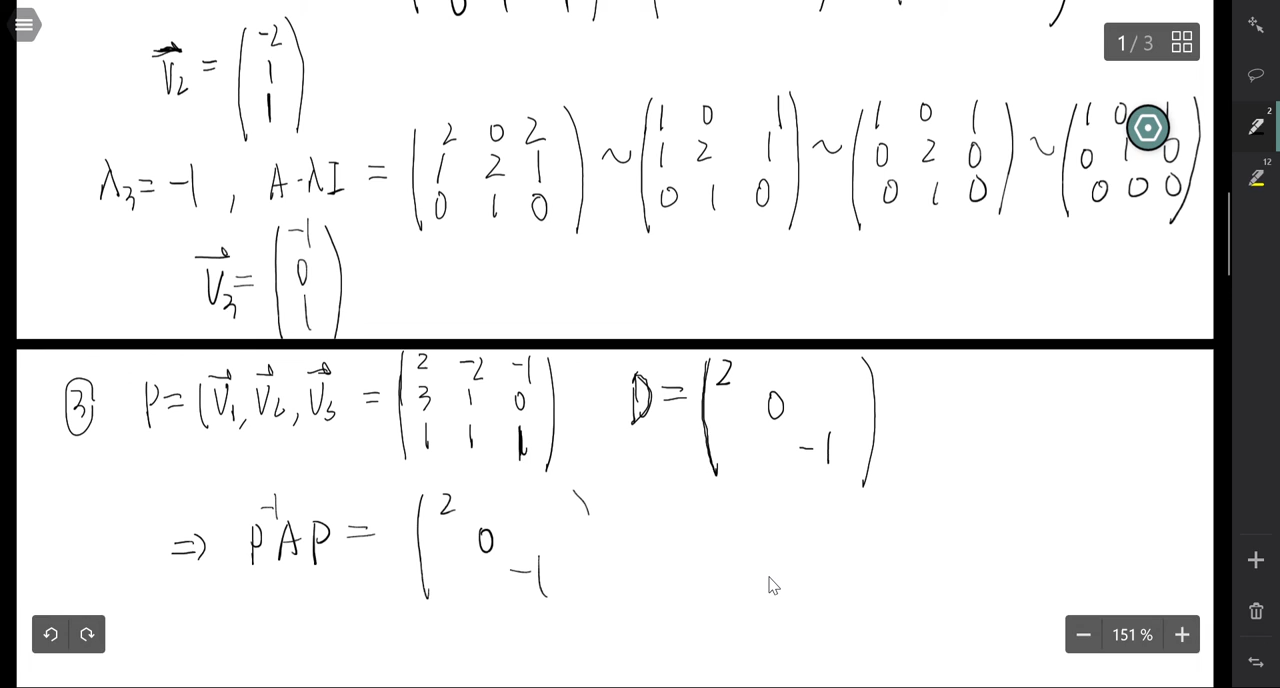 1 / 3
2
12
V₂ = ( -2 1 1 )
λ₃ = -1 , A-λI = ( 2 0 2 1 2 1 0 1 0 ) ~ ( 1 0 1 1 2 1 0 1 0 ) ~ ( 1 0 1 0 2 0 0 1 0 ) ~ ( 1 0 1 0 1 0 0 0 0 )
V₃ = ( -1 0 1 )
③ P = ( V₁, V₂, V₃ = ( 2 -2 -1 3 1 0 1 1 1 ) D = ( 2 0 -1 )
⇒ P⁻¹AP = ( 2 0 -1 )
151 %